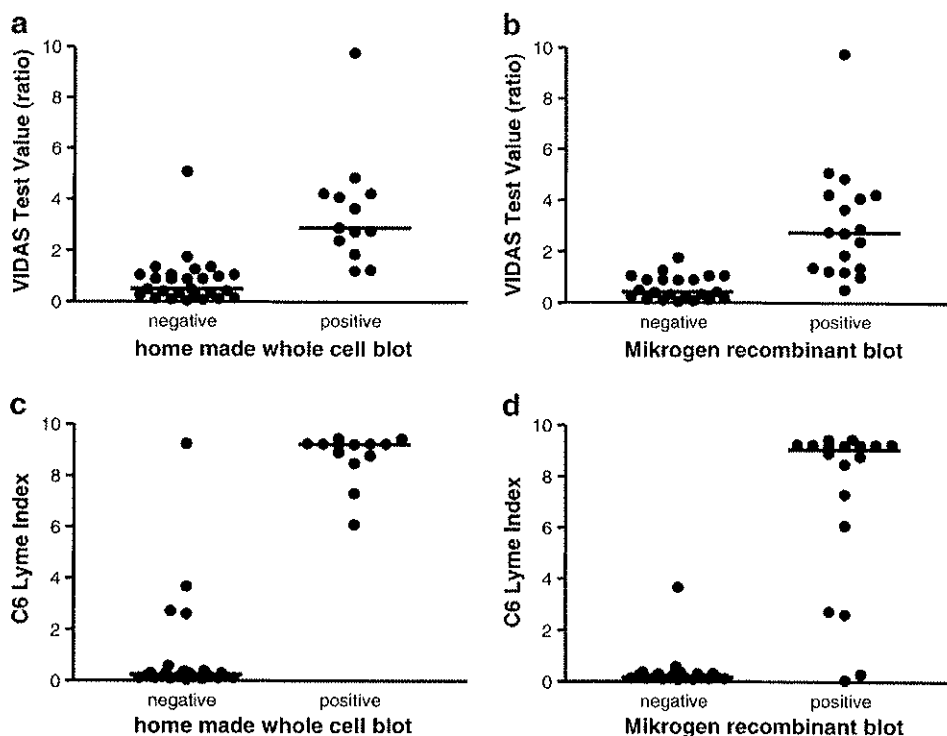 a
VIDAS Test Value (ratio)
10
8
6
4
2
0
negative
positive
home made whole cell blot
b
VIDAS Test Value (ratio)
10
8
6
4
2
0
negative
positive
Mikrogen recombinant blot
c
C6 Lyme Index
10
8
6
4
2
0
negative
positive
home made whole cell blot
d
C6 Lyme Index
10
8
6
4
2
0
negative
positive
Mikrogen recombinant blot